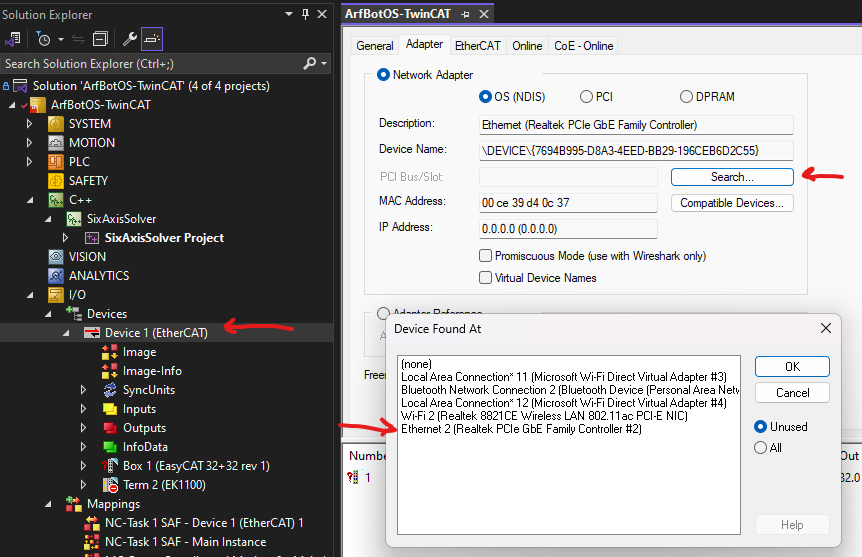 Solution Explorer
Search Solution Explorer (Ctrl+;)
Solution 'ArfBotOS-TwinCAT' (4 of 4 projects)
ArfBotOS-TwinCAT
SYSTEM
MOTION
PLC
SAFETY
C++
SixAxisSolver
SixAxisSolver Project
VISION
ANALYTICS
I/O
Devices
Device 1 (EtherCAT)
Image
Image-Info
SyncUnits
Inputs
Outputs
InfoData
Box 1 (EasyCAT 32+32 rev 1)
Term 2 (EK1100)
Mappings
NC-Task 1 SAF - Device 1 (EtherCAT) 1
NC-Task 1 SAF - Main Instance
ArfBotOS-TwinCAT
General Adapter EtherCAT Online CoE - Online
Network Adapter
OS (NDIS) PCI DPRAM
Description: Ethernet (Realtek PCIe GbE Family Controller)
Device Name: \DEVICE\{7694B995-D8A3-4EED-BB29-196CEB6D2C55}
PCI Bus/Slot: Search...
MAC Address: 00 ce 39 d4 0c 37 Compatible Devices...
IP Address: 0.0.0.0 (0.0.0.0)
Promiscuous Mode (use with Wireshark only)
Virtual Device Names
Adapter Reference
Numbe
1
Out
32.0
Device Found At
(none)
Local Area Connection* 11 (Microsoft Wi-Fi Direct Virtual Adapter #3)
Bluetooth Network Connection 2 (Bluetooth Device (Personal Area Netw
Local Area Connection* 12 (Microsoft Wi-Fi Direct Virtual Adapter #4)
Wi-Fi 2 (Realtek 8821CE Wireless LAN 802.11ac PCI-E NIC)
Ethernet 2 (Realtek PCIe GbE Family Controller #2)
OK
Cancel
Unused
All
Help